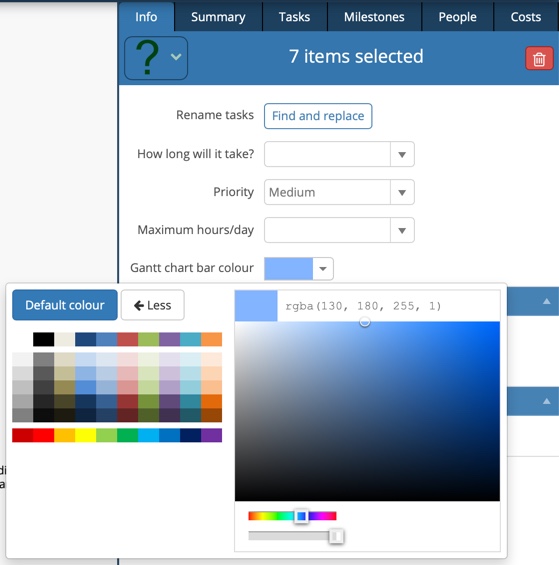 Info Summary Tasks Milestones People Costs
?
7 items selected
Rename tasks Find and replace
How long will it take?
Priority Medium
Maximum hours/day
Gantt chart bar colour
Default colour Less
rgba(130, 180, 255, 1)
di
a